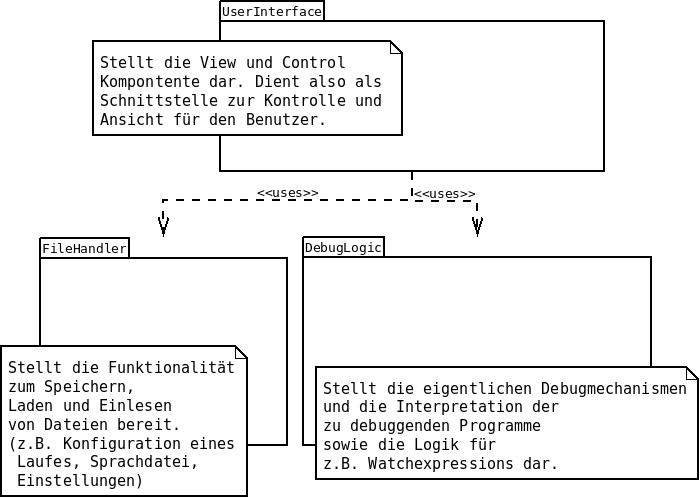 UserInterface
Stellt die View und Control
Kompontente dar. Dient also als
Schnittstelle zur Kontrolle und
Ansicht für den Benutzer.
<<uses>>
<<uses>>
FileHandler
Stellt die Funktionalität
zum Speichern,
Laden und Einlesen
von Dateien bereit.
(z.B. Konfiguration eines
Laufes, Sprachdatei,
Einstellungen)
DebugLogic
Stellt die eigentlichen Debugmechanismen
und die Interpretation der
zu debuggenden Programme
sowie die Logik für
z.B. Watchexpressions dar.